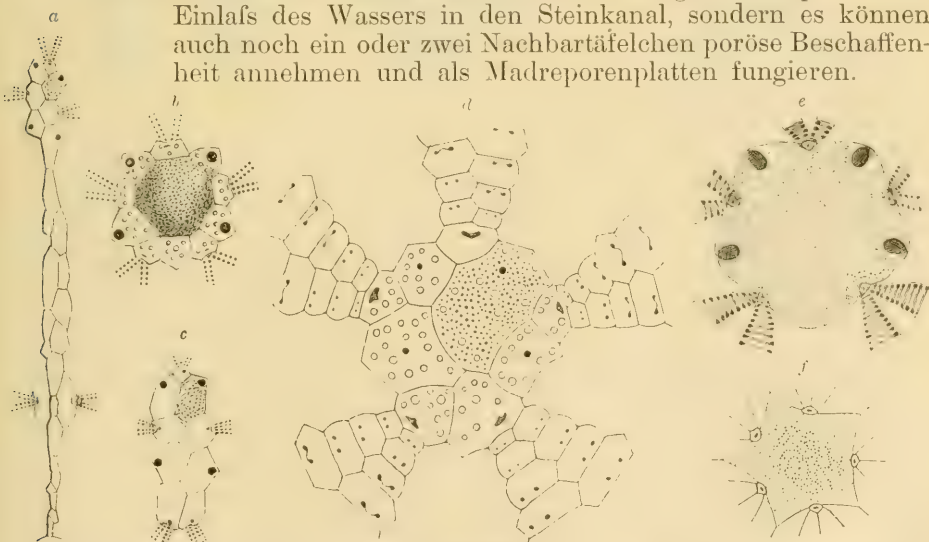 Einlaſs des Wassers in den Steinkanal, sondern es können
auch noch ein oder zwei Nachbartäfelchen poröse Beschaffen-
heit annehmen und als Madreporenplatten fungieren.
a
b
d
e
c
f